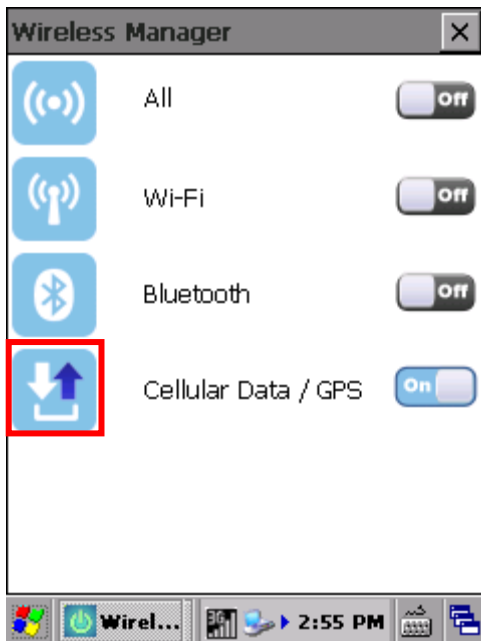 Wireless Manager
All Off
Wi-Fi Off
Bluetooth Off
Cellular Data / GPS On
Wirel... 3G 2:55 PM